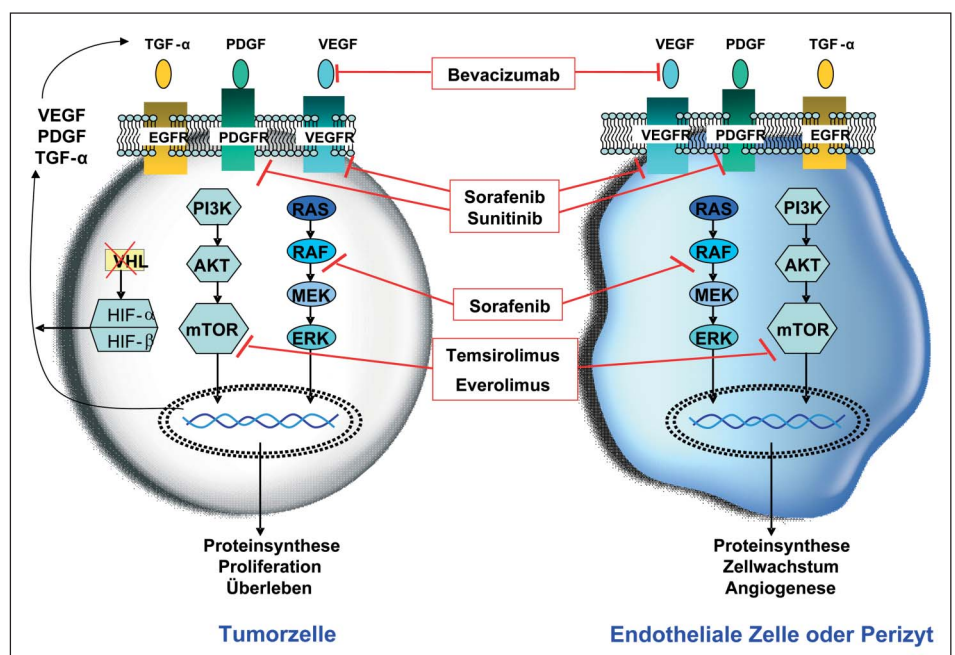 TGF-α
PDGF
VEGF
VEGF
PDGF
TGF-α
Bevacizumab
VEGF
PDGF
TGF-α
EGFR
PDGFR
VEGFR
VEGFR
PDGFR
EGFR
Sorafenib
Sunitinib
PI3K
RAS
RAS
PI3K
VHL
AKT
RAF
RAF
AKT
HIF-α
HIF-β
mTOR
MEK
ERK
Sorafenib
MEK
ERK
mTOR
Temsirolimus
Everolimus
Proteinsynthese
Proliferation
Überleben
Proteinsynthese
Zellwachstum
Angiogenese
Tumorzelle
Endotheliale Zelle oder Perizyt